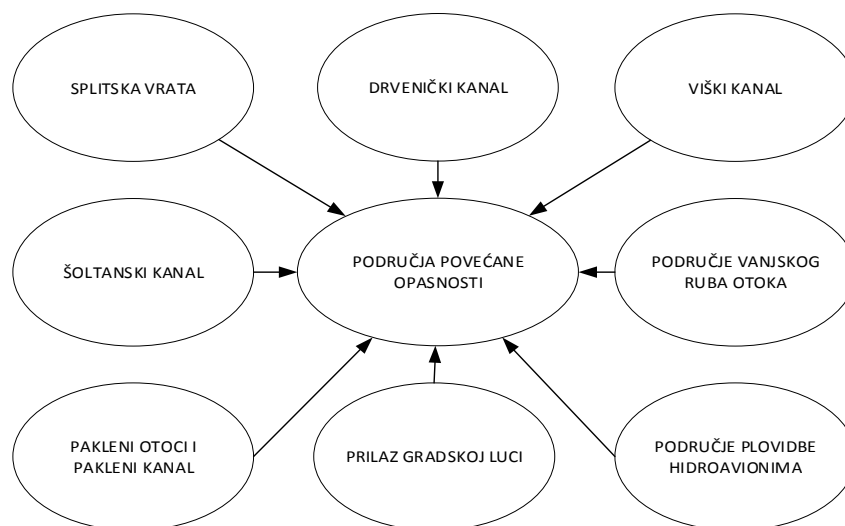 SPLITSKA VRATA
DRVENIČKI KANAL
VIŠKI KANAL
ŠOLTANSKI KANAL
PODRUČJA POVEĆANE
OPASNOSTI
PODRUČJE VANJSKOG
RUBA OTOKA
PAKLENI OTOCI I
PAKLENI KANAL
PRILAZ GRADSKOJ LUCI
PODRUČJE PLOVIDBE
HIDROAVIONIMA